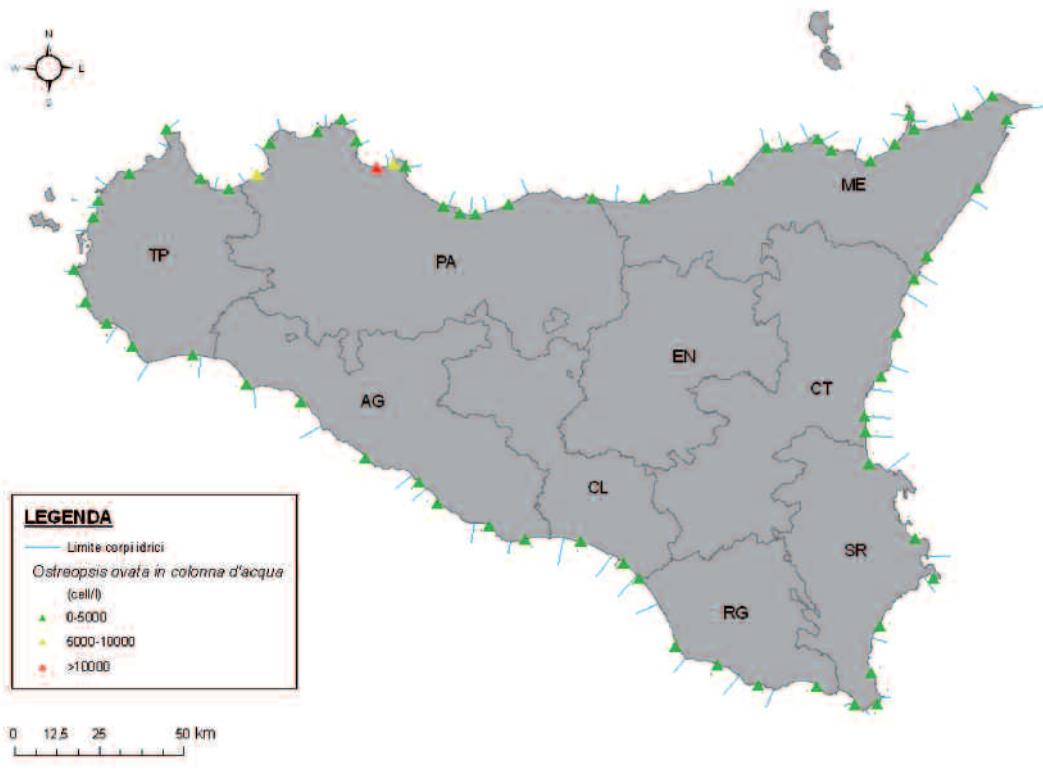 N
W L
S
ME
TP
PA
EN
AG
CT
CL
SR
RG
LEGENDA
Limite corpi idrici
Ostreopsis ovata in colonna d'acqua
(cell/l)
0-5000
5000-10000
>10000
0 12,5 25 50 km